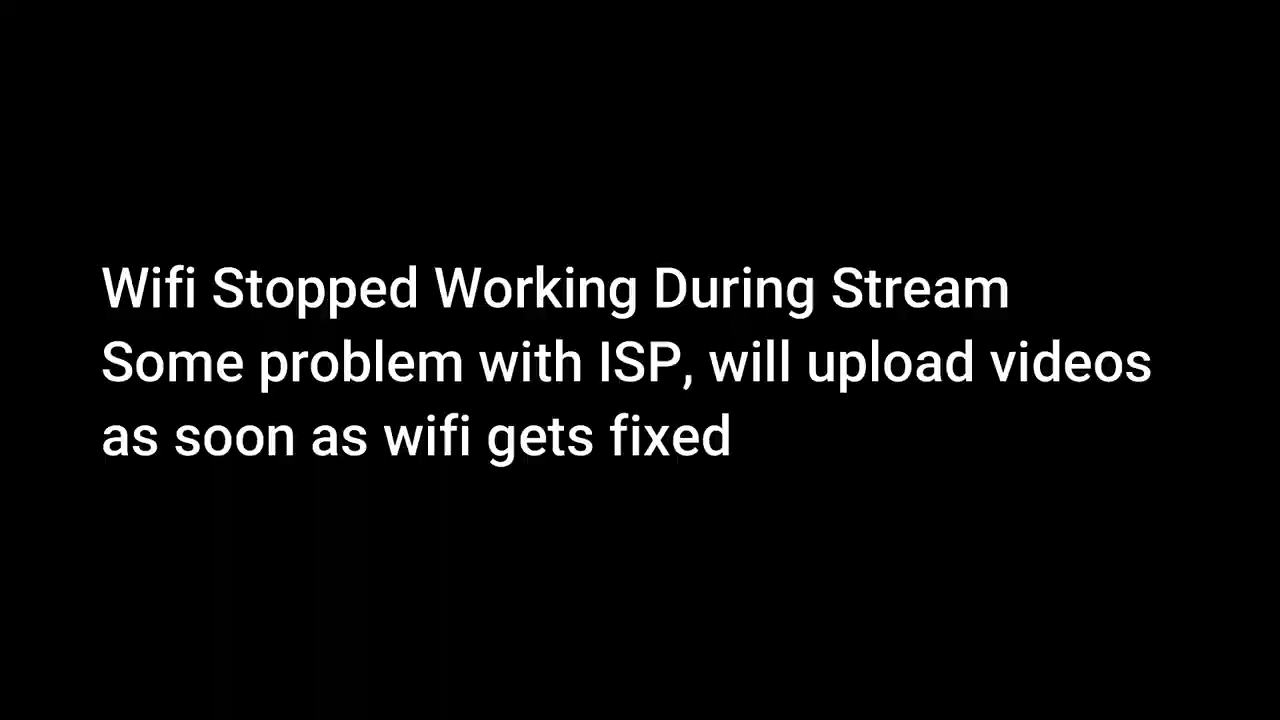 Wifi Stopped Working During Stream
Some problem with ISP, will upload videos
as soon as wifi gets fixed